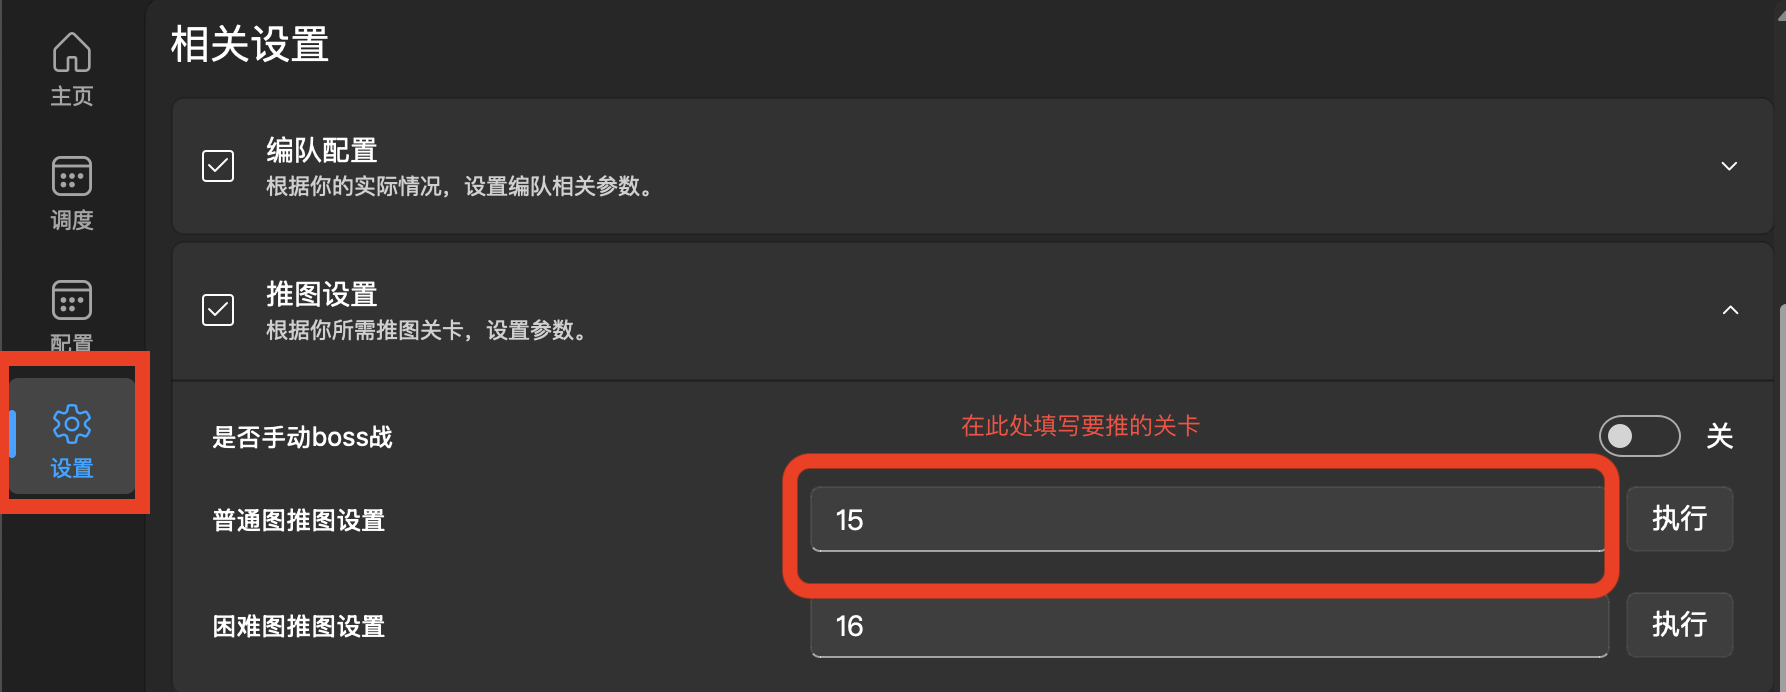 主页
调度
配置
设置
相关设置
编队配置
根据你的实际情况，设置编队相关参数。
推图设置
根据你所需推图关卡，设置参数。
是否手动boss战
在此处填写要推的关卡
关
普通图推图设置
15
执行
困难图推图设置
16
执行